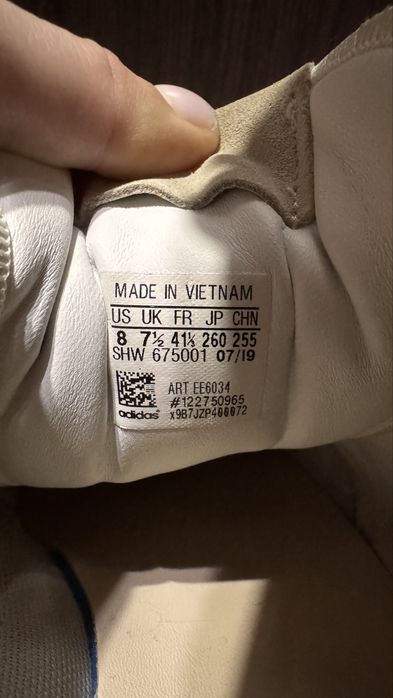 MADE IN VIETNAM
US UK FR JP CHN
8 7½ 41⅓ 260 255
SHW 675001 07/19
ART EE6034
#122750965
adidas® x9B7JZP400072